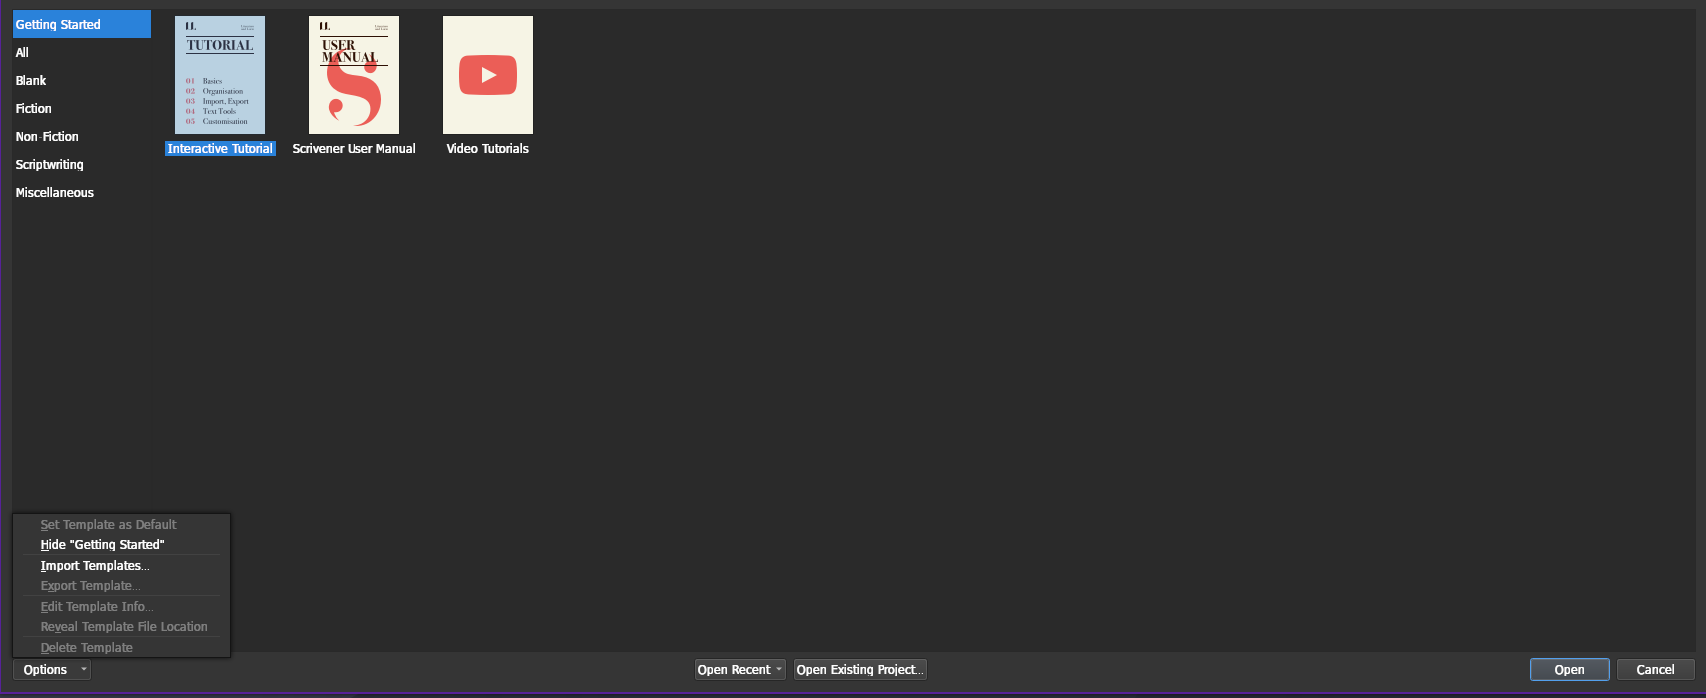 Getting Started
All
Blank
Fiction
Non-Fiction
Scriptwriting
Miscellaneous
TUTORIAL
01 Basics
02 Organisation
03 Import, Export
04 Text Tools
05 Customisation
Interactive Tutorial
USER
MANUAL
Scrivener User Manual
Video Tutorials
Set Template as Default
Hide "Getting Started"
Import Templates...
Export Template...
Edit Template Info...
Reveal Template File Location
Delete Template
Options
Open Recent
Open Existing Project...
Open
Cancel